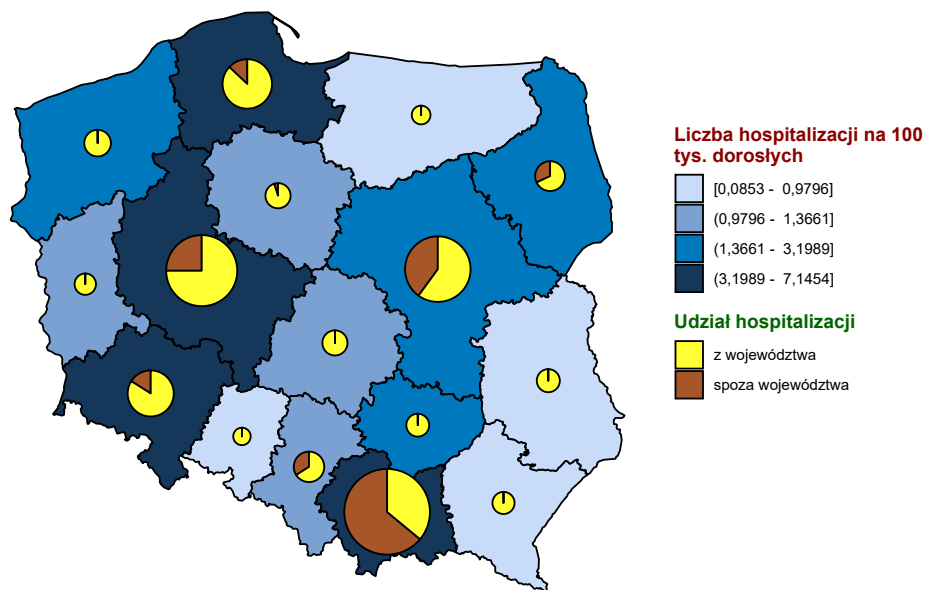 Liczba hospitalizacji na 100
tys. dorosłych
[0,0853 - 0,9796]
(0,9796 - 1,3661]
(1,3661 - 3,1989]
(3,1989 - 7,1454]
Udział hospitalizacji
z województwa
spoza województwa